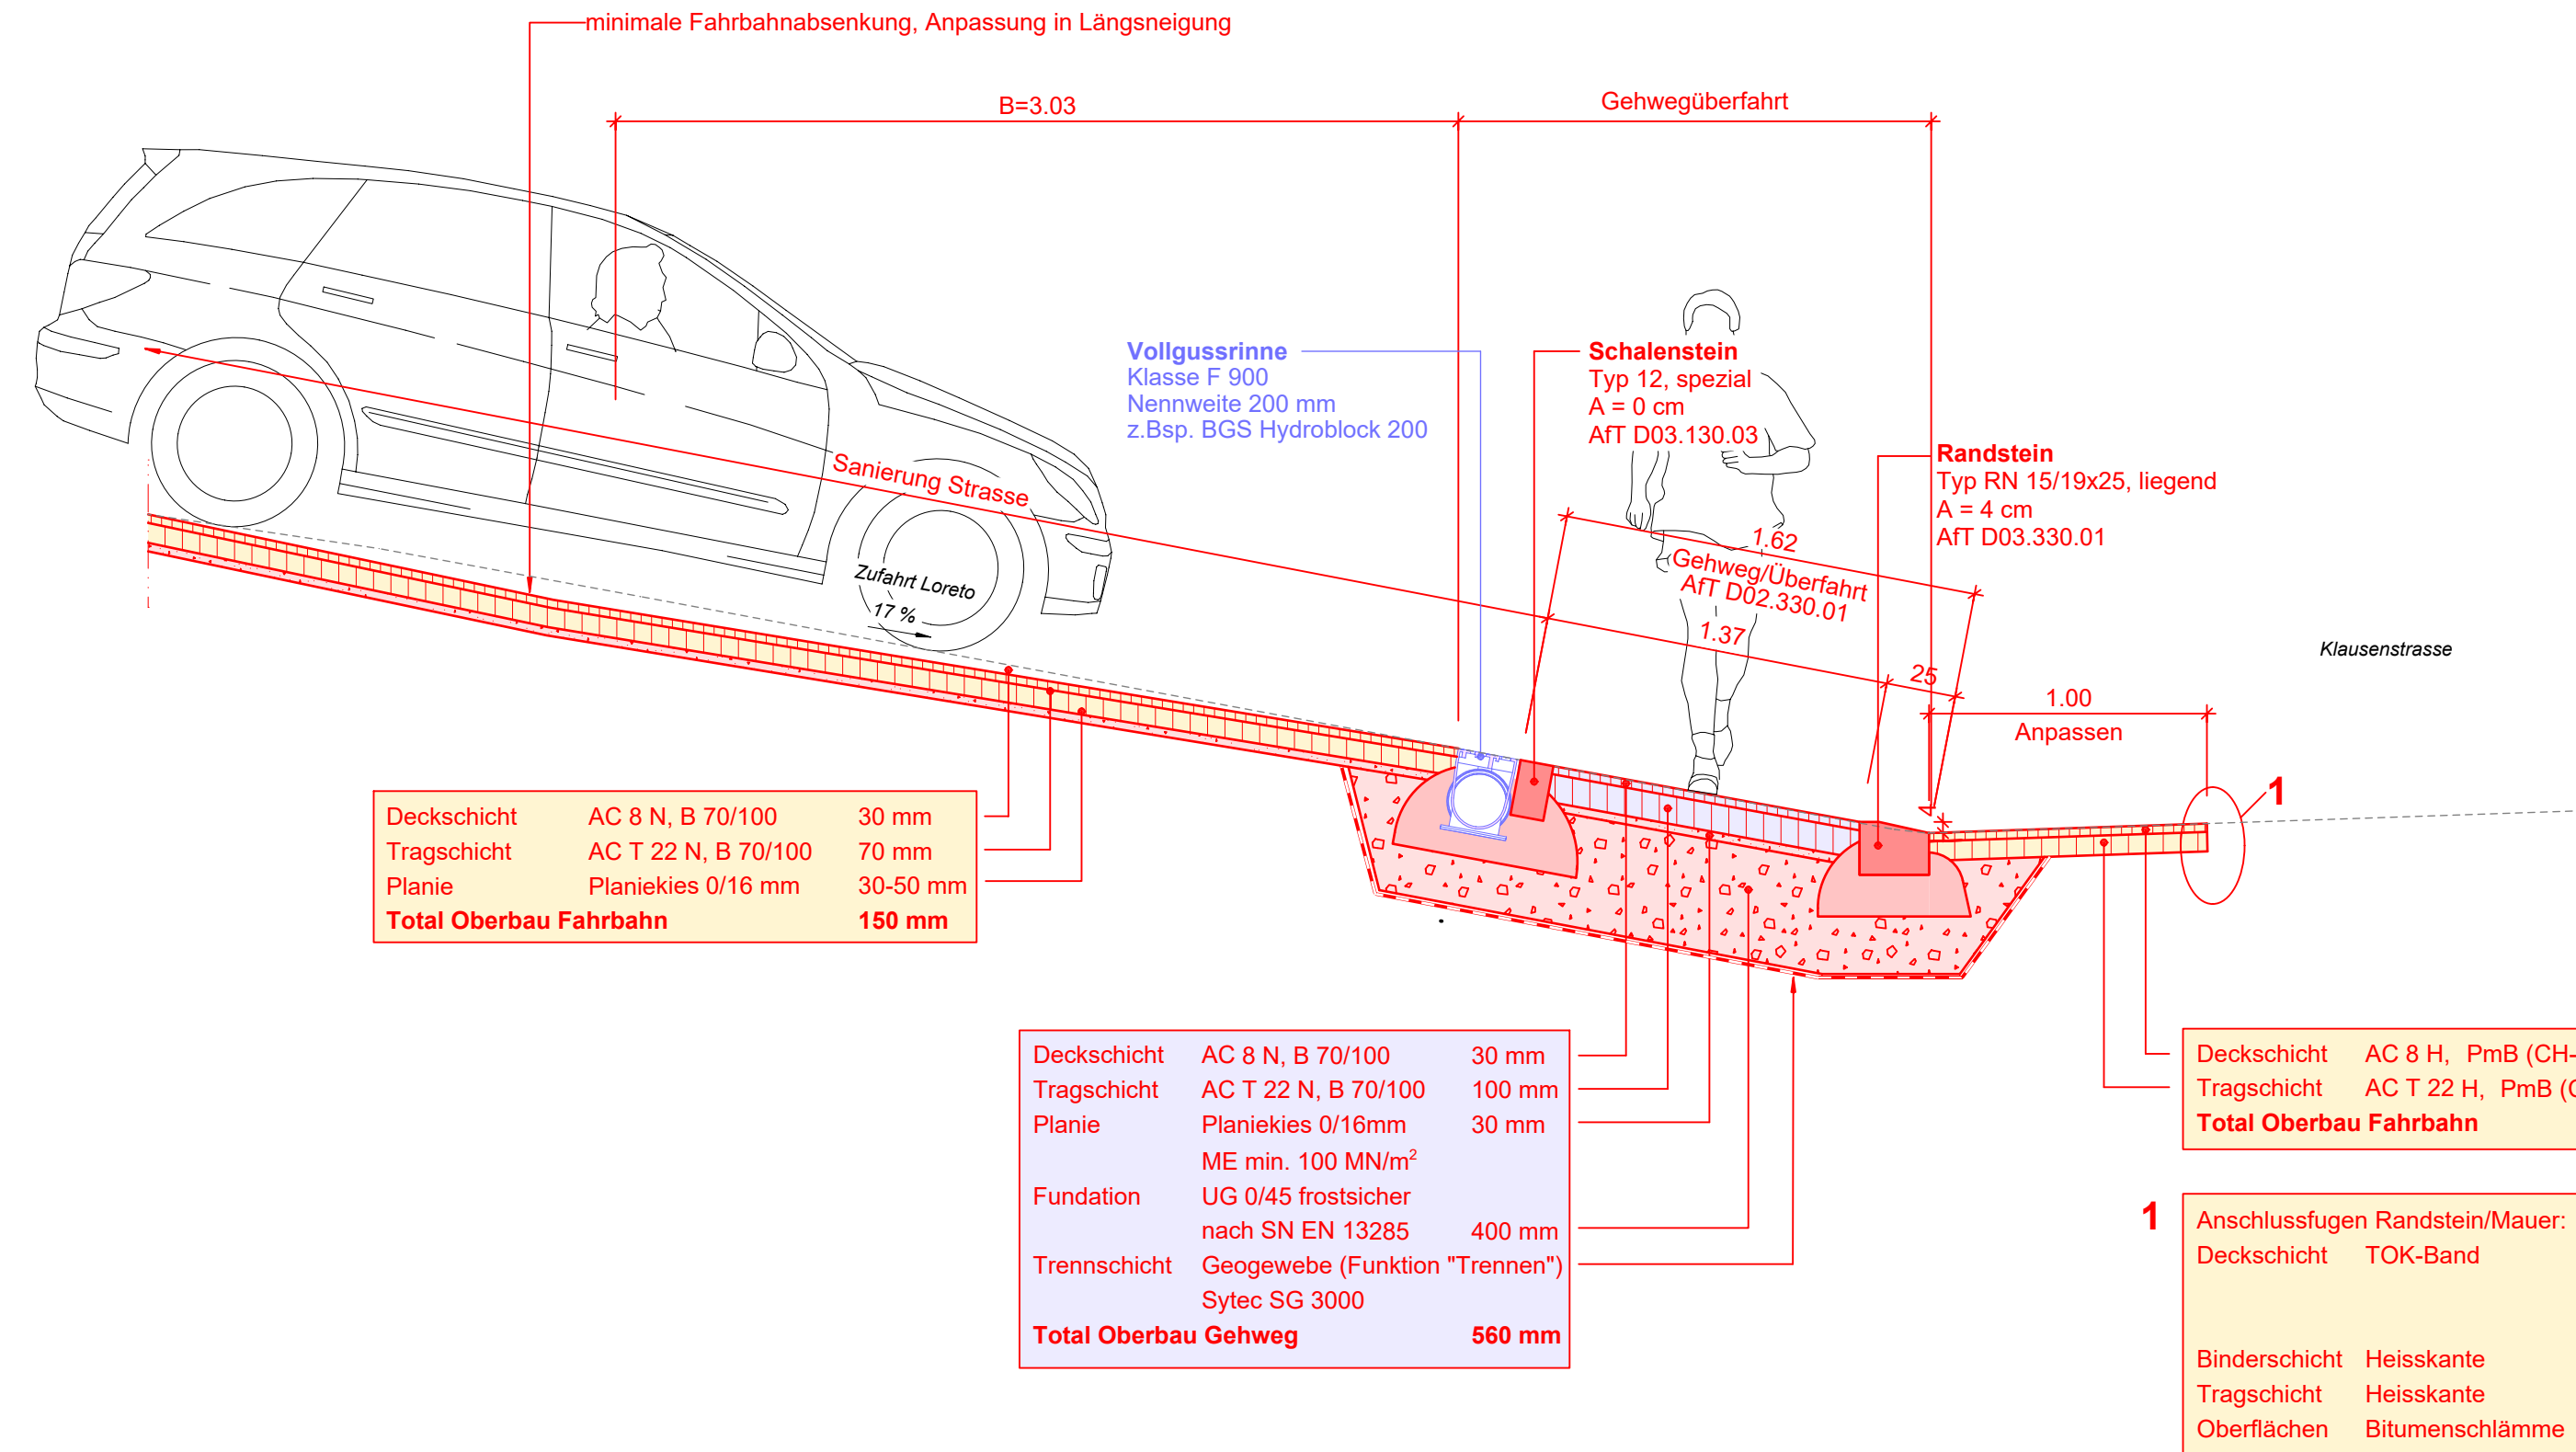 minimale Fahrbahnabsenkung, Anpassung in Längsneigung
B=3.03
Gehwegüberfahrt
Vollgussrinne
Klasse F 900
Nennweite 200 mm
z.Bsp. BGS Hydroblock 200
Schalenstein
Typ 12, spezial
A = 0 cm
AfT D03.130.03
Randstein
Typ RN 15/19x25, liegend
A = 4 cm
AfT D03.330.01
Sanierung Strasse
Zufahrt Loreto
17 %
1.62
Gehweg/Überfahrt
AfT D02.330.01
1.37
25
Klausenstrasse
1.00
Anpassen
4
1
Deckschicht AC 8 N, B 70/100 30 mm
Tragschicht AC T 22 N, B 70/100 70 mm
Planie Planiekies 0/16 mm 30-50 mm
Total Oberbau Fahrbahn 150 mm
Deckschicht AC 8 N, B 70/100 30 mm
Tragschicht AC T 22 N, B 70/100 100 mm
Planie Planiekies 0/16mm 30 mm
ME min. 100 MN/m²
Fundation UG 0/45 frostsicher
nach SN EN 13285 400 mm
Trennschicht Geogewebe (Funktion "Trennen")
Sytec SG 3000
Total Oberbau Gehweg 560 mm
Deckschicht AC 8 H, PmB (CH-
Tragschicht AC T 22 H, PmB (
Total Oberbau Fahrbahn
1
Anschlussfugen Randstein/Mauer:
Deckschicht TOK-Band
Binderschicht Heisskante
Tragschicht Heisskante
Oberflächen Bitumenschlämme